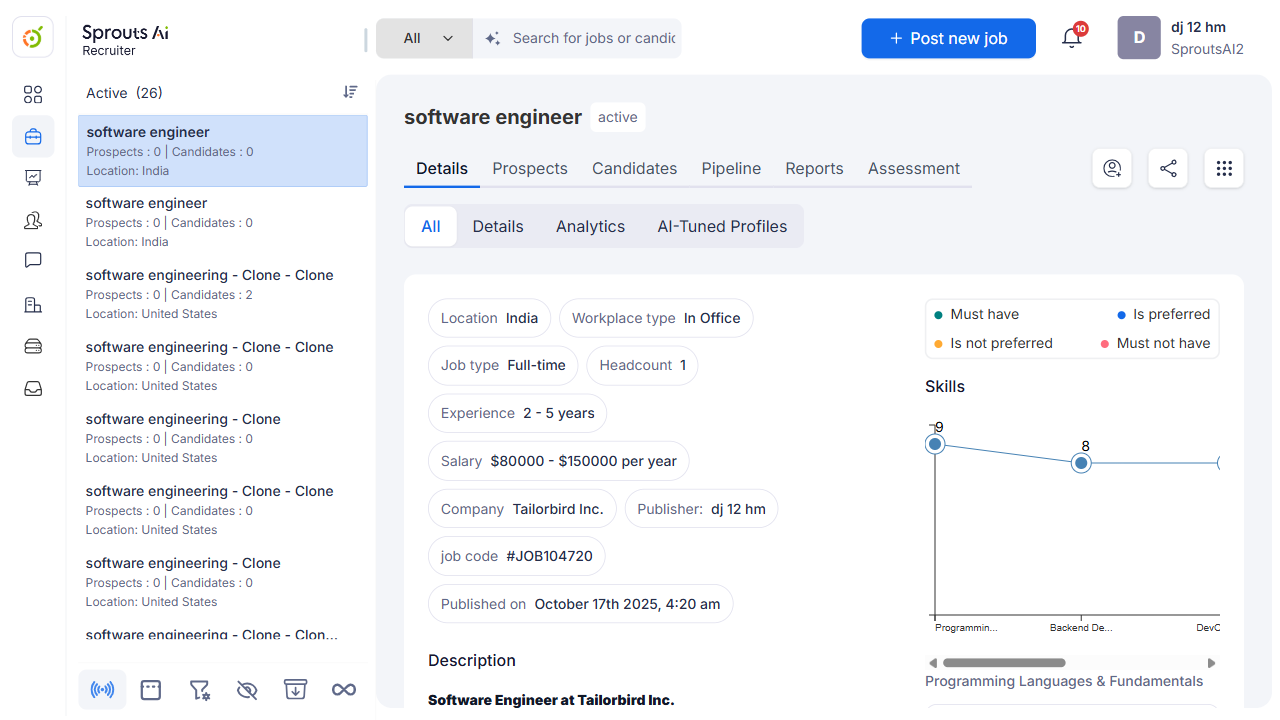 Sprouts Ai
Recruiter
All
Search for jobs or candic
Post new job
10
D
dj 12 hm
SproutsAI2
Active (26)
software engineer
Prospects : 0 | Candidates : 0
Location: India
software engineer
Prospects : 0 | Candidates : 0
Location: India
software engineering - Clone - Clone
Prospects : 0 | Candidates : 2
Location: United States
software engineering - Clone - Clone
Prospects : 0 | Candidates : 0
Location: United States
software engineering - Clone
Prospects : 0 | Candidates : 0
Location: United States
software engineering - Clone - Clone
Prospects : 0 | Candidates : 0
Location: United States
software engineering - Clone
Prospects : 0 | Candidates : 0
Location: United States
software engineering - Clone - Clon...
software engineer active
Details Prospects Candidates Pipeline Reports Assessment
All Details Analytics AI-Tuned Profiles
Location India Workplace type In Office
Job type Full-time Headcount 1
Experience 2 - 5 years
Salary $80000 - $150000 per year
Company Tailorbird Inc. Publisher: dj 12 hm
job code #JOB104720
Published on October 17th 2025, 4:20 am
Description
Software Engineer at Tailorbird Inc.
Must have Is preferred
Is not preferred Must not have
Skills
9
8
Programmin... Backend De... DevC
Programming Languages & Fundamentals